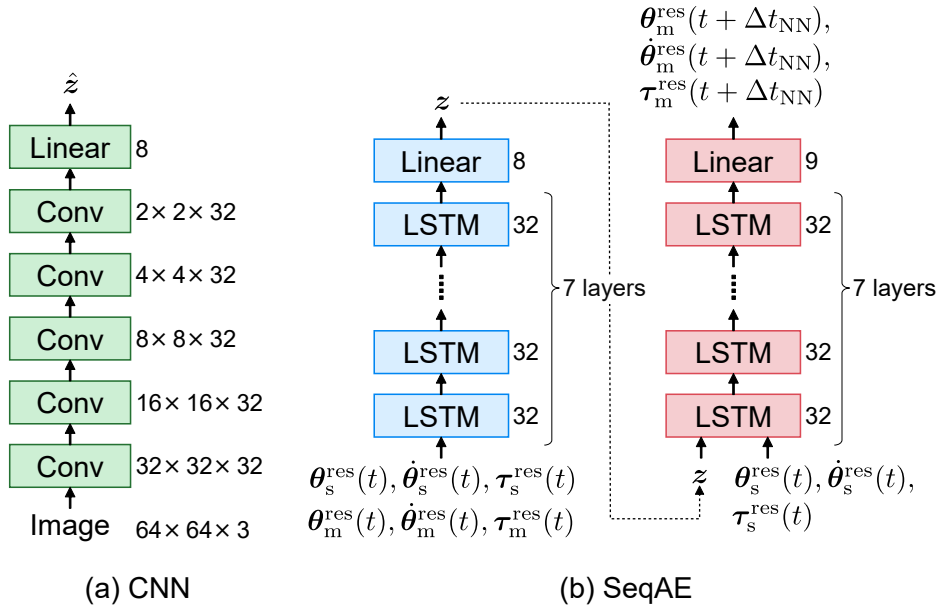 ẑ
Linear 8
Conv 2 × 2 × 32
Conv 4 × 4 × 32
Conv 8 × 8 × 32
Conv 16 × 16 × 32
Conv 32 × 32 × 32
Image 64 × 64 × 3
(a) CNN
z
Linear 8
LSTM 32
7 layers
LSTM 32
LSTM 32
θ_s^res(t), θ̇_s^res(t), τ_s^res(t)
θ_m^res(t), θ̇_m^res(t), τ_m^res(t)
θ_m^res(t + Δt_NN),
θ̇_m^res(t + Δt_NN),
τ_m^res(t + Δt_NN)
Linear 9
LSTM 32
7 layers
LSTM 32
LSTM 32
z θ_s^res(t), θ̇_s^res(t),
τ_s^res(t)
(b) SeqAE